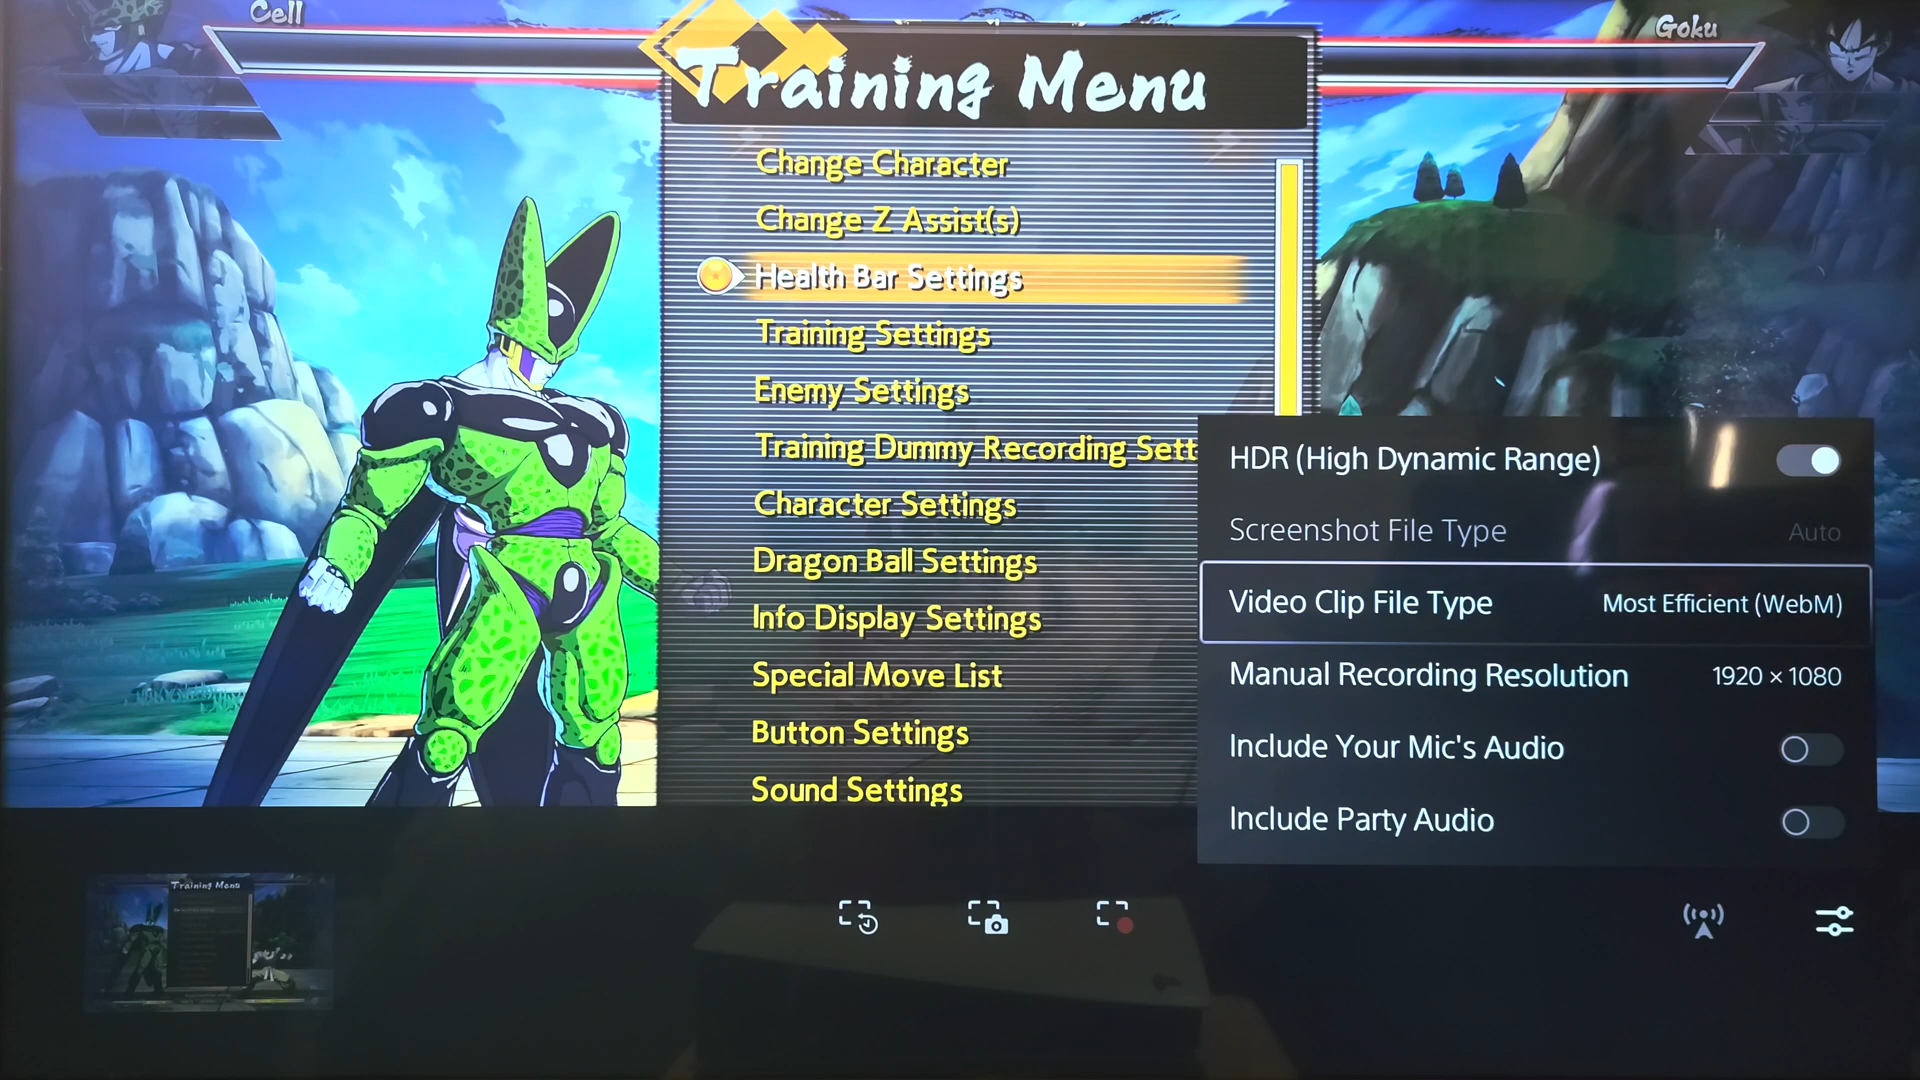 Cell
Goku
Training Menu
Change Character
Change Z Assist(s)
Health Bar Settings
Training Settings
Enemy Settings
Training Dummy Recording Sett
Character Settings
Dragon Ball Settings
Info Display Settings
Special Move List
Button Settings
Sound Settings
HDR (High Dynamic Range)
Screenshot File Type Auto
Video Clip File Type Most Efficient (WebM)
Manual Recording Resolution 1920 × 1080
Include Your Mic's Audio
Include Party Audio
Training Menu